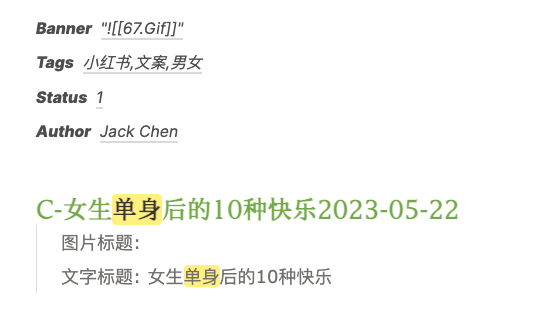 Banner "![[67.Gif]]"
Tags 小红书,文案,男女
Status 1
Author Jack Chen
C-女生单身后的10种快乐2023-05-22
图片标题:
文字标题: 女生单身后的10种快乐